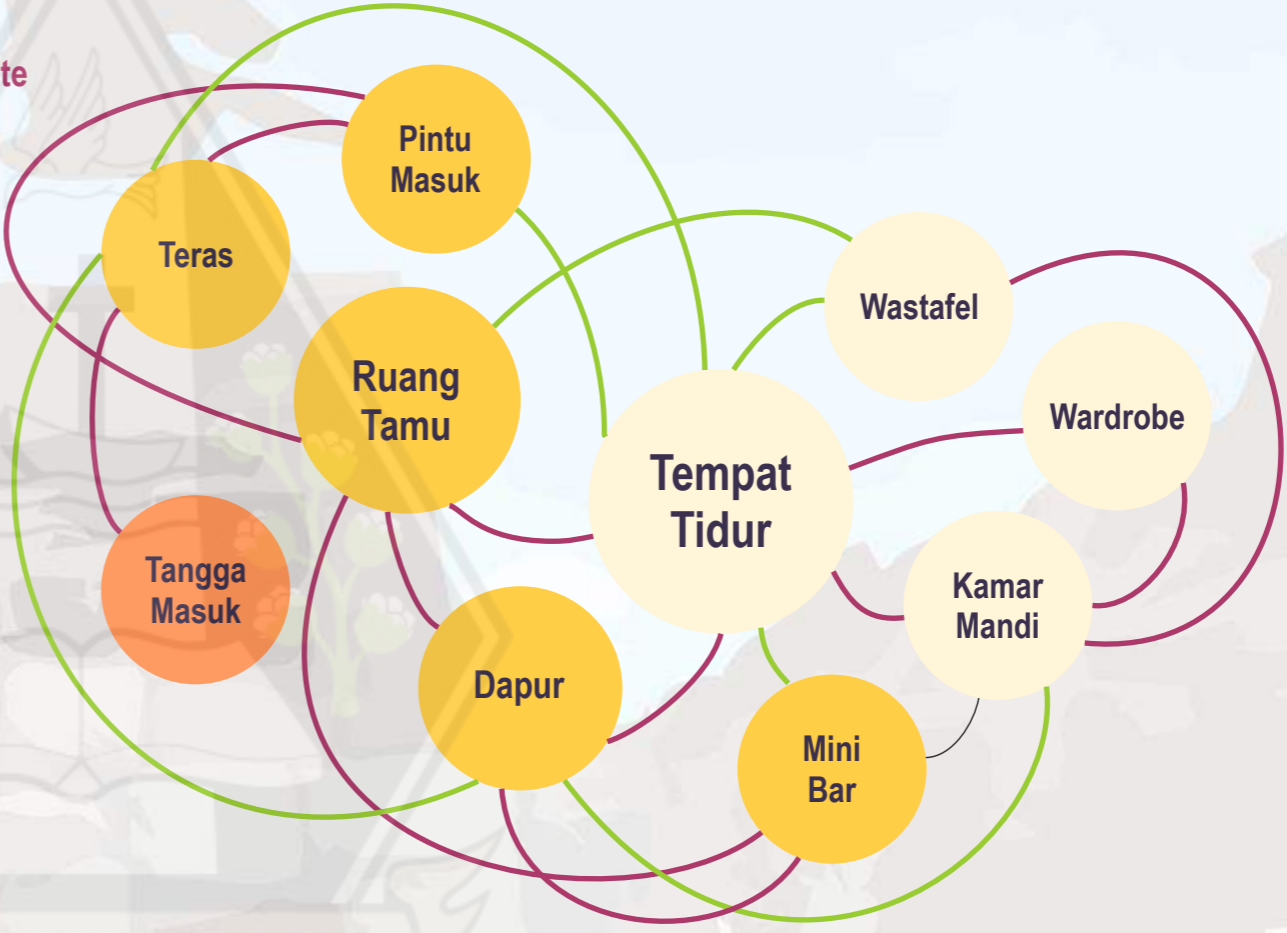 te
Pintu
Masuk
Teras
Wastafel
Ruang
Tamu
Wardrobe
Tempat
Tidur
Tangga
Masuk
Kamar
Mandi
Dapur
Mini
Bar